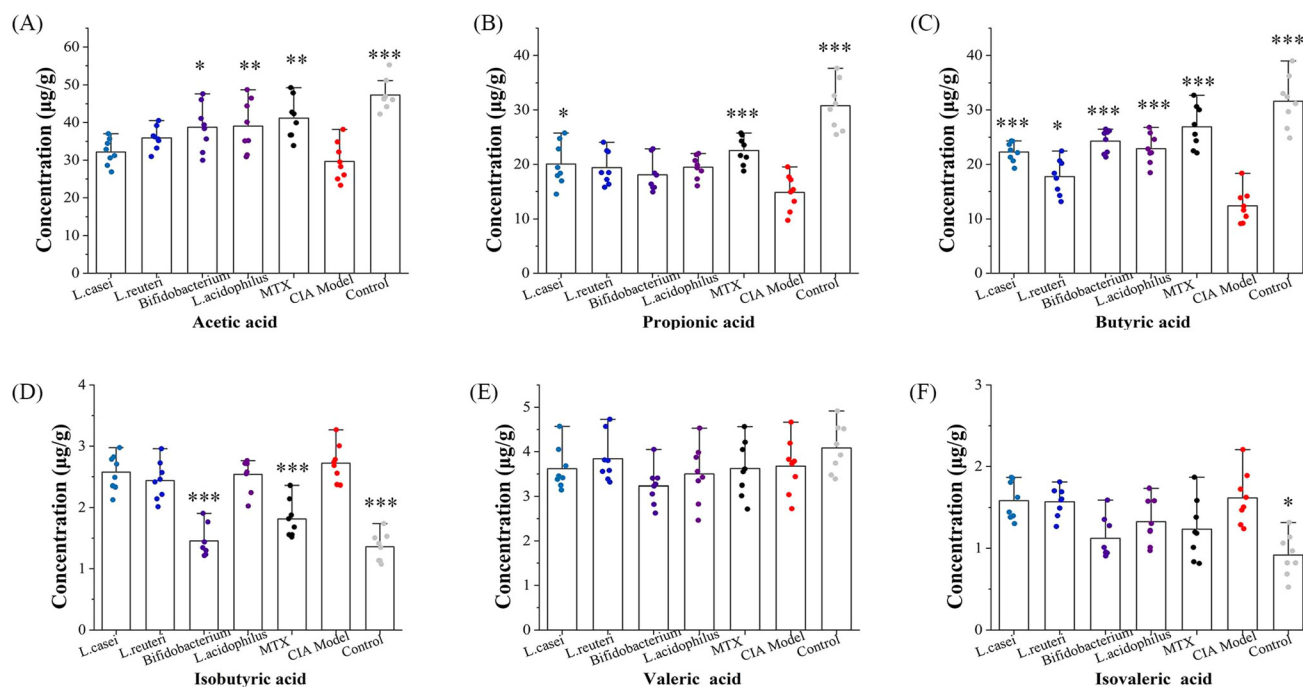 (A)
Concentration (µg/g)
60
50
40
30
20
10
0
*
**
**
***
L.casei
L.reuteri
Bifidobacterium
L.acidophilus
MTX
CIA Model
Control
Acetic acid
(B)
Concentration (µg/g)
40
30
20
10
0
*
***
***
L.casei
L.reuteri
Bifidobacterium
L.acidophilus
MTX
CIA Model
Control
Propionic acid
(C)
Concentration (µg/g)
40
30
20
10
0
***
*
***
***
***
***
L.casei
L.reuteri
Bifidobacterium
L.acidophilus
MTX
CIA Model
Control
Butyric acid
(D)
Concentration (µg/g)
4
3
2
1
0
***
***
***
L.casei
L.reuteri
Bifidobacterium
L.acidophilus
MTX
CIA Model
Control
Isobutyric acid
(E)
Concentration (µg/g)
5
4
3
2
1
0
L.casei
L.reuteri
Bifidobacterium
L.acidophilus
MTX
CIA Model
Control
Valeric acid
(F)
Concentration (µg/g)
3
2
1
0
*
L.casei
L.reuteri
Bifidobacterium
L.acidophilus
MTX
CIA Model
Control
Isovaleric acid